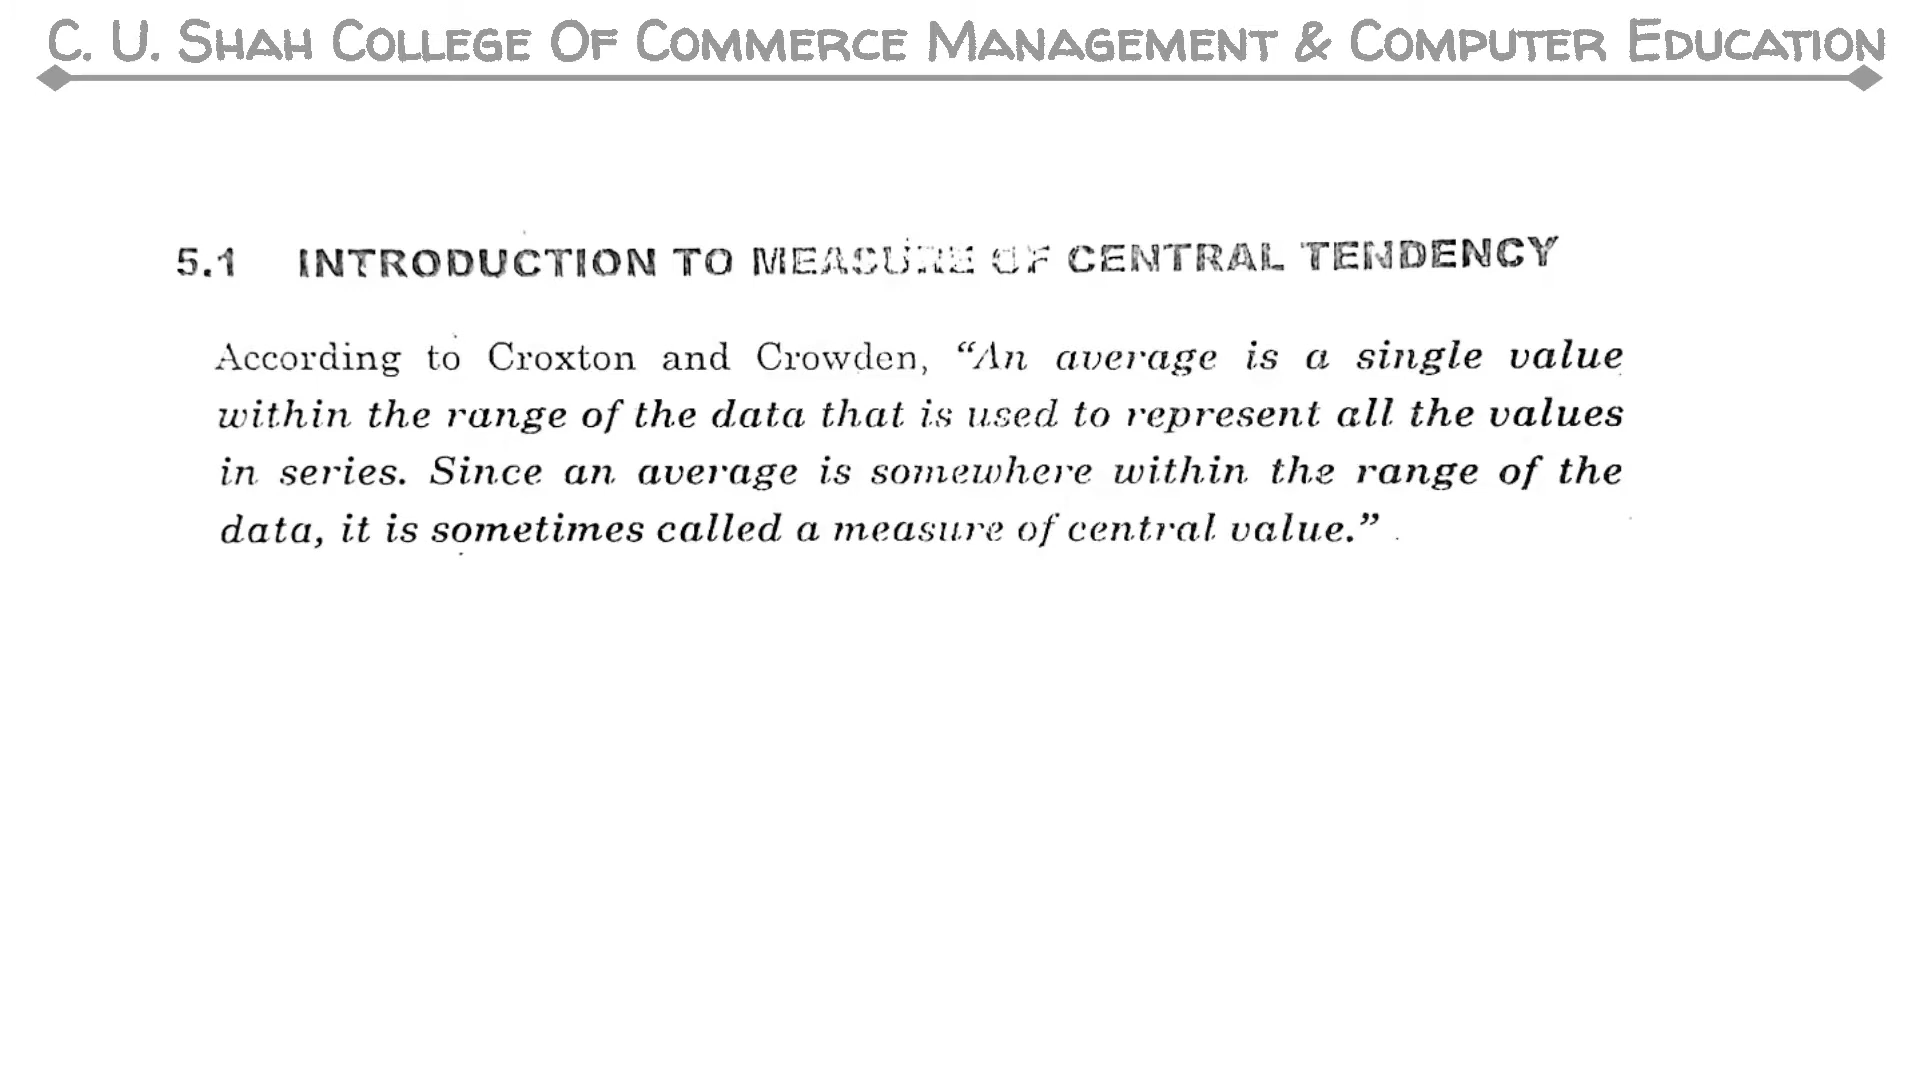 C. U. Shah College Of Commerce Management & Computer Education
5.1 INTRODUCTION TO MEASURE OF CENTRAL TENDENCY
According to Croxton and Crowden, “An average is a single value
within the range of the data that is used to represent all the values
in series. Since an average is somewhere within the range of the
data, it is sometimes called a measure of central value.”